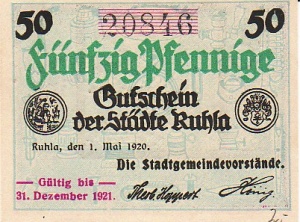 50 20846 50
Fünfzig Pfennige
Gutschein
der Städte Ruhla
Ruhla, den 1. Mai 1920.
Die Stadtgemeindevorstände.
Gültig bis
31. Dezember 1921.